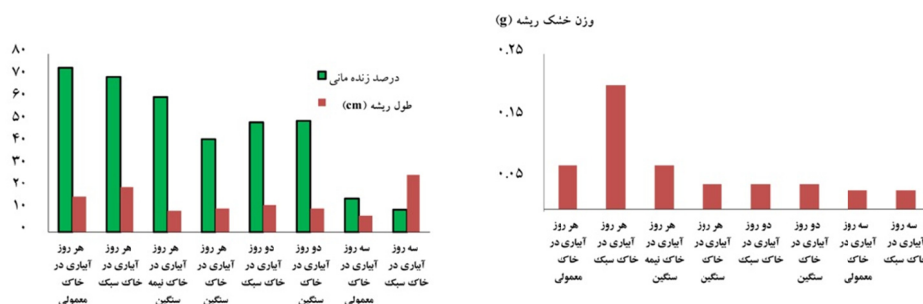 وزن خشک ریشه (g)
۸۰
۷۰
۶۰
۵۰
۴۰
۳۰
۲۰
۱۰
۰
درصد زنده مانی
طول ریشه (cm)
هر روز
آبیاری در
خاک
معمولی
هر روز
آبیاری در
خاک سبک
هر روز
آبیاری در
خاک نیمه
سنگین
هر روز
آبیاری در
خاک
سنگین
دو روز
آبیاری در
خاک سبک
دو روز
آبیاری در
خاک
سنگین
سه روز
آبیاری در
خاک
معمولی
سه روز
آبیاری در
خاک سبک
۰.۲۵
۰.۱۵
۰.۰۵
هر روز
آبیاری در
خاک
معمولی
هر روز
آبیاری در
خاک سبک
هر روز
آبیاری در
خاک نیمه
سنگین
هر روز
آبیاری در
خاک
سنگین
دو روز
آبیاری در
خاک سبک
دو روز
آبیاری در
خاک
سنگین
سه روز
آبیاری در
خاک
معمولی
سه روز
آبیاری در
خاک سبک